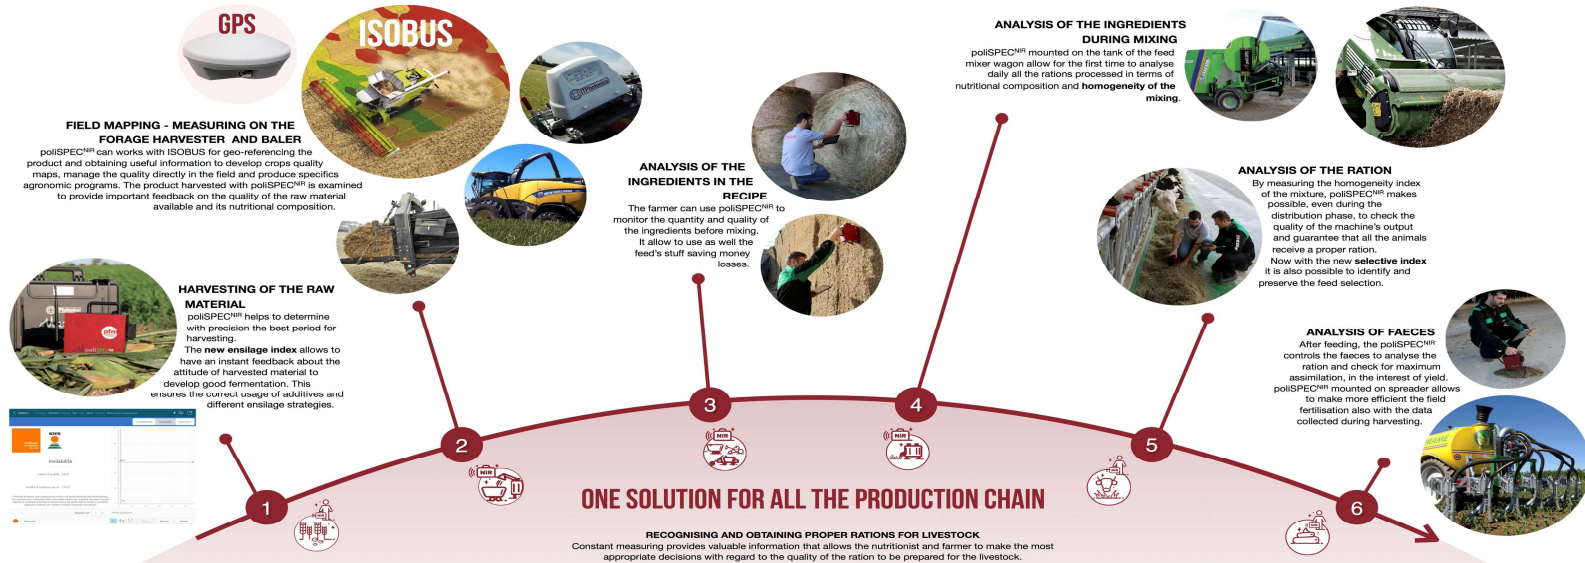 GPS
ISOBUS
FIELD MAPPING - MEASURING ON THE
FORAGE HARVESTER AND BALER
poliSPECNIR can works with ISOBUS for geo-referencing the
product and obtaining useful information to develop crops quality
maps, manage the quality directly in the field and produce specifics
agronomic programs. The product harvested with poliSPECNIR is examined
to provide important feedback on the quality of the raw material
available and its nutritional composition.
HARVESTING OF THE RAW
MATERIAL
poliSPECNIR helps to determine
with precision the best period for
harvesting.
The new ensilage index allows to
have an instant feedback about the
attitude of harvested material to
develop good fermentation. This
ensures the correct usage of additives and
different ensilage strategies.
ITPhotonics
NEW HOLLAND
pfm
poliSPEC
Insilabilità
ANALYSIS OF THE
INGREDIENTS IN THE
RECIPE
The farmer can use poliSPECNIR to
monitor the quantity and quality of
the ingredients before mixing.
It allow to use as well the
feed's stuff saving money
losses.
ANALYSIS OF THE INGREDIENTS
DURING MIXING
poliSPECNIR mounted on the tank of the feed
mixer wagon allow for the first time to analyse
daily all the rations processed in terms of
nutritional composition and homogeneity of the
mixing.
ANALYSIS OF THE RATION
By measuring the homogeneity index
of the mixture, poliSPECNIR makes
possible, even during the
distribution phase, to check the
quality of the machine's output
and guarantee that all the animals
receive a proper ration.
Now with the new selective index
it is also possible to identify and
preserve the feed selection.
ANALYSIS OF FAECES
After feeding, the poliSPECNIR
controls the faeces to analyse the
ration and check for maximum
assimilation, in the interest of yield.
poliSPECNIR mounted on spreader allows
to make more efficient the field
fertilisation also with the data
collected during harvesting.
1
2
3
4
5
6
NIR
NIR
NIR
ONE SOLUTION FOR ALL THE PRODUCTION CHAIN
RECOGNISING AND OBTAINING PROPER RATIONS FOR LIVESTOCK
Constant measuring provides valuable information that allows the nutritionist and farmer to make the most
appropriate decisions with regard to the quality of the ration to be prepared for the livestock.